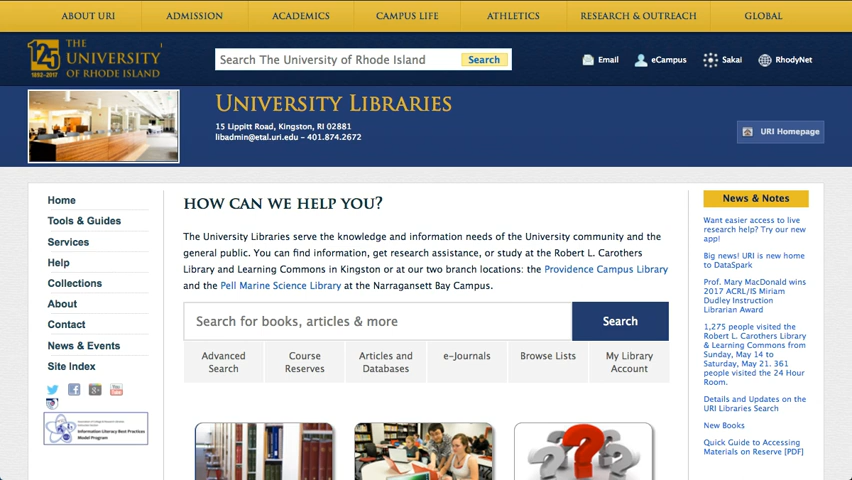 ABOUT URI
ADMISSION
ACADEMICS
CAMPUS LIFE
ATHLETICS
RESEARCH & OUTREACH
GLOBAL
125
1892-2017
THE
UNIVERSITY
OF RHODE ISLAND
Search The University of Rhode Island
Search
Email
eCampus
Sakai
RhodyNet
UNIVERSITY LIBRARIES
15 Lippitt Road, Kingston, RI 02881
libadmin@etal.uri.edu – 401.874.2672
URI Homepage
Home
Tools & Guides
Services
Help
Collections
About
Contact
News & Events
Site Index
Information Literacy Best Practices
Model Program
HOW CAN WE HELP YOU?
The University Libraries serve the knowledge and information needs of the University community and the
general public. You can find information, get research assistance, or study at the Robert L. Carothers
Library and Learning Commons in Kingston or at our two branch locations: the Providence Campus Library
and the Pell Marine Science Library at the Narragansett Bay Campus.
Search for books, articles & more
Search
Advanced
Search
Course
Reserves
Articles and
Databases
e-Journals
Browse Lists
My Library
Account
News & Notes
Want easier access to live
research help? Try our new
app!
Big news! URI is new home
to DataSpark
Prof. Mary MacDonald wins
2017 ACRL/IS Miriam
Dudley Instruction
Librarian Award
1,275 people visited the
Robert L. Carothers Library
& Learning Commons from
Sunday, May 14 to
Saturday, May 21. 361
people visited the 24 Hour
Room.
Details and Updates on the
URI Libraries Search
New Books
Quick Guide to Accessing
Materials on Reserve [PDF]